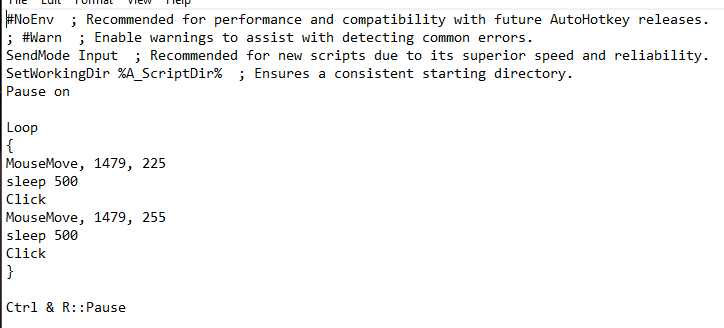 File Edit Format View Help
#NoEnv  ; Recommended for performance and compatibility with future AutoHotkey releases.
; #Warn  ; Enable warnings to assist with detecting common errors.
SendMode Input  ; Recommended for new scripts due to its superior speed and reliability.
SetWorkingDir %A_ScriptDir%  ; Ensures a consistent starting directory.
Pause on

Loop
{
MouseMove, 1479, 225
sleep 500
Click
MouseMove, 1479, 255
sleep 500
Click
}

Ctrl & R::Pause